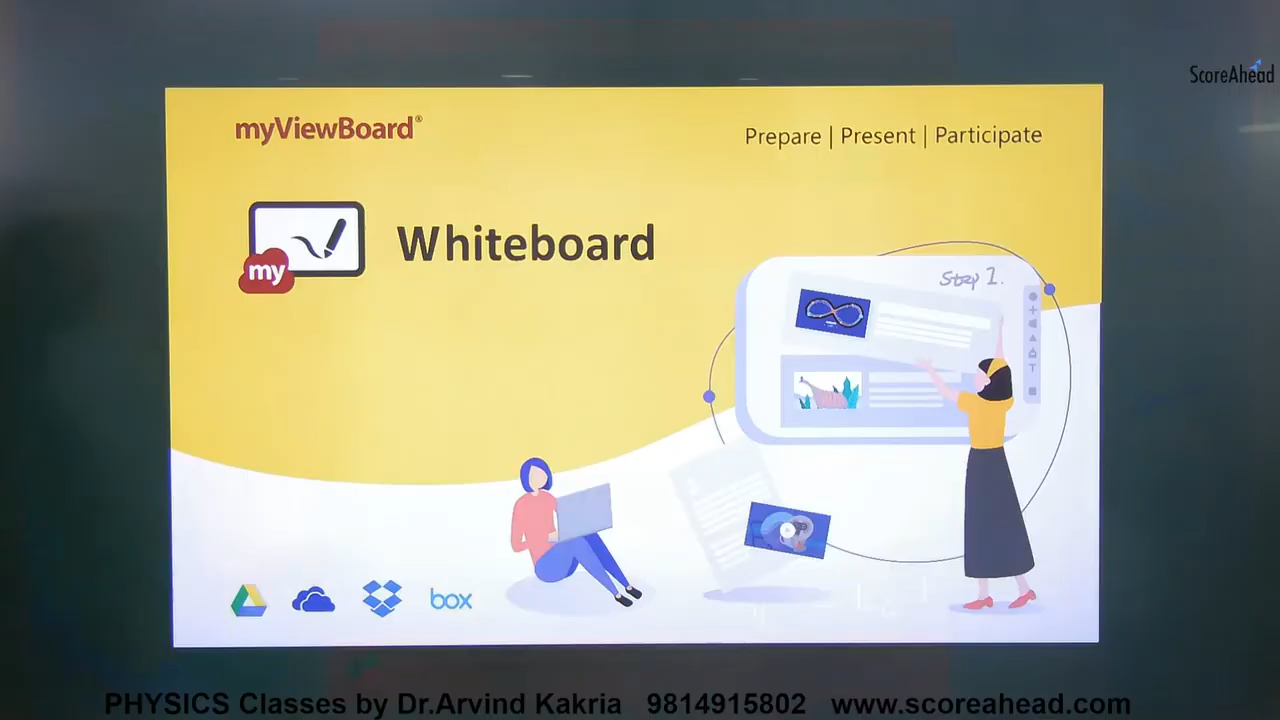 ScoreAhead
myViewBoard®
Prepare | Present | Participate
my
Whiteboard
Step 1.
T
box
PHYSICS Classes by Dr.Arvind Kakria 9814915802 www.scoreahead.com